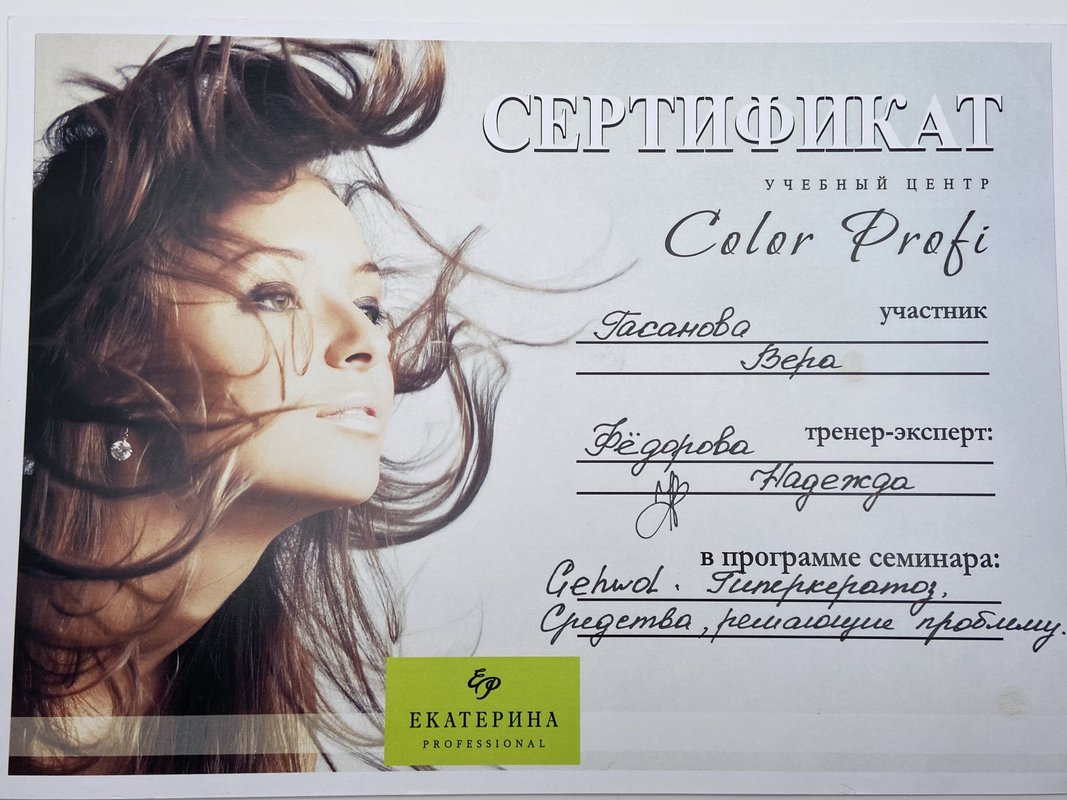 СЕРТИФИКАТ
УЧЕБНЫЙ ЦЕНТР
Color Profi
участник
Гасанова
Вера
тренер-эксперт:
Фёдорова
Надежда
в программе семинара:
Gehwol. Гиперкератоз.
Средства, решающие проблему.
ЕР
ЕКАТЕРИНА
PROFESSIONAL